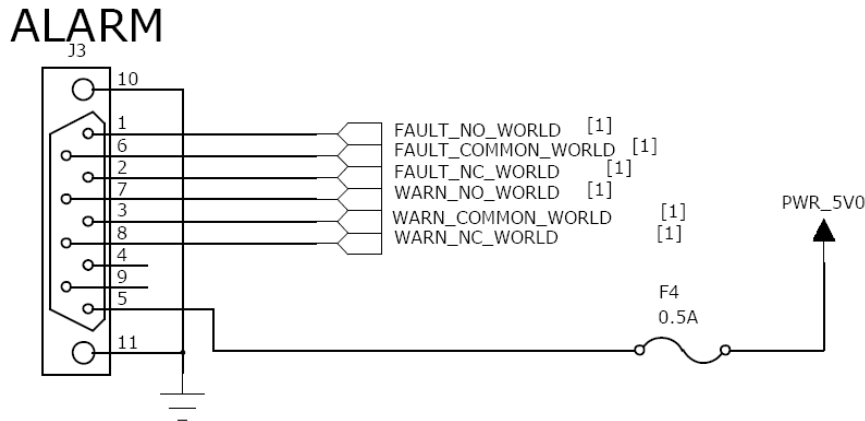 ALARM
J3
10
1
FAULT_NO_WORLD [1]
6
FAULT_COMMON_WORLD [1]
2
FAULT_NC_WORLD [1]
7
WARN_NO_WORLD [1]
3
WARN_COMMON_WORLD [1]
8
WARN_NC_WORLD [1]
4
9
5
11
PWR_5V0
F4
0.5A